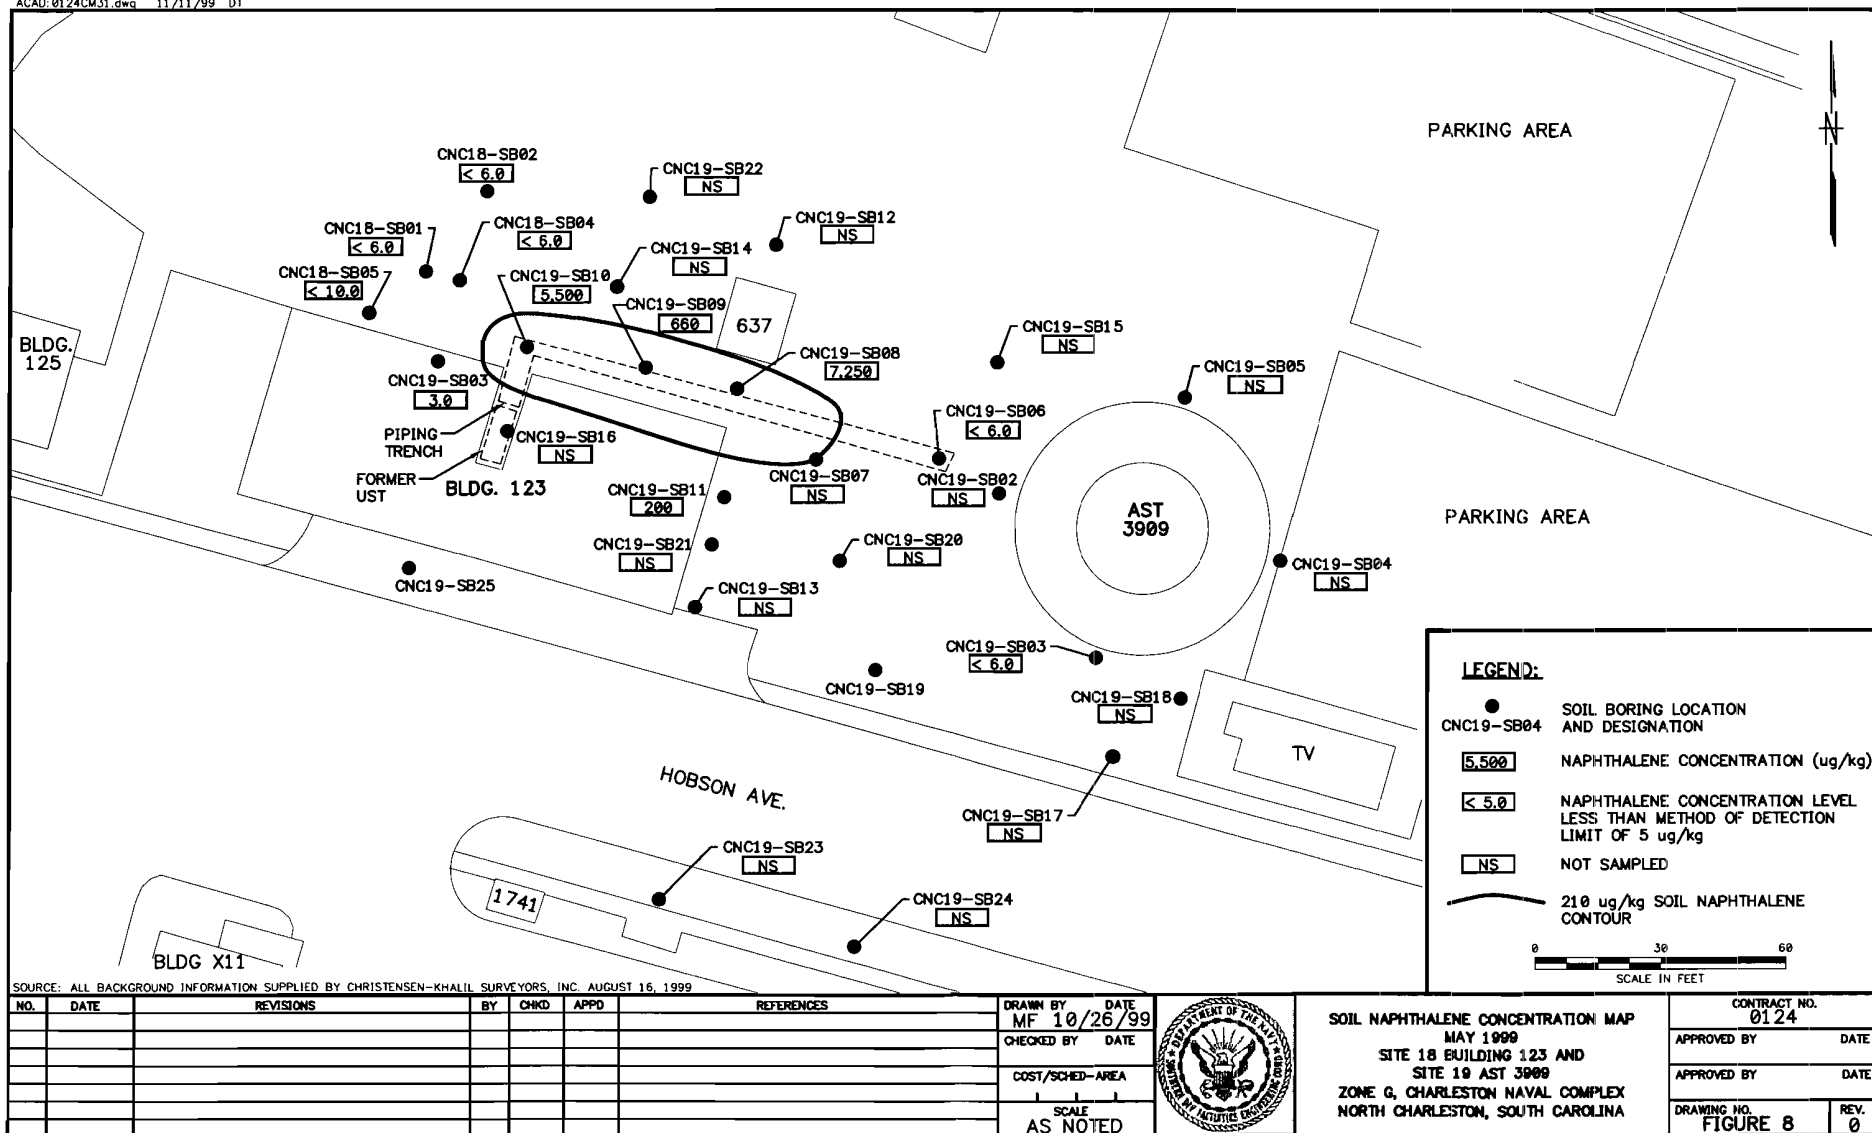 ACAD: 0124CM31.dwg 11/11/99 DT
PARKING AREA
CNC18-SB02
< 6.0
CNC19-SB22
NS
CNC19-SB12
NS
CNC18-SB01
< 6.0
CNC18-SB04
< 6.0
CNC19-SB14
NS
CNC18-SB05
< 10.0
CNC19-SB10
5,500
CNC19-SB09
660
637
CNC19-SB15
NS
BLDG.
125
CNC19-SB08
7,250
CNC19-SB05
NS
CNC19-SB03
3.0
CNC19-SB06
< 6.0
PIPING
TRENCH
CNC19-SB16
NS
FORMER
UST
BLDG. 123
CNC19-SB07
NS
CNC19-SB02
NS
CNC19-SB11
200
AST
3909
PARKING AREA
CNC19-SB21
NS
CNC19-SB20
NS
CNC19-SB04
NS
CNC19-SB25
CNC19-SB13
NS
CNC19-SB03
< 6.0
CNC19-SB19
CNC19-SB18
NS
TV
HOBSON AVE.
CNC19-SB17
NS
CNC19-SB23
NS
1741
CNC19-SB24
NS
BLDG X11
N
LEGEND:
CNC19-SB04
SOIL BORING LOCATION
AND DESIGNATION
5,500 NAPHTHALENE CONCENTRATION (ug/kg)
< 5.0 NAPHTHALENE CONCENTRATION LEVEL
LESS THAN METHOD OF DETECTION
LIMIT OF 5 ug/kg
NS NOT SAMPLED
210 ug/kg SOIL NAPHTHALENE
CONTOUR
0 30 60
SCALE IN FEET
SOURCE: ALL BACKGROUND INFORMATION SUPPLIED BY CHRISTENSEN-KHALIL SURVEYORS, INC. AUGUST 16, 1999
NO. DATE REVISIONS BY CHKD APPD REFERENCES
DRAWN BY DATE
MF 10/26/99
CHECKED BY DATE
COST/SCHED-AREA
SCALE
AS NOTED
DEPARTMENT OF THE NAVY
SOIL NAPHTHALENE CONCENTRATION MAP
MAY 1999
SITE 18 BUILDING 123 AND
SITE 19 AST 3909
ZONE G, CHARLESTON NAVAL COMPLEX
NORTH CHARLESTON, SOUTH CAROLINA
CONTRACT NO.
0124
APPROVED BY DATE
APPROVED BY DATE
DRAWING NO.
FIGURE 8
REV.
0